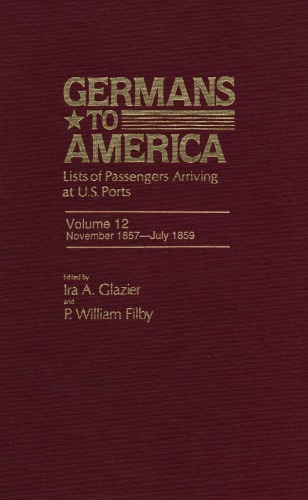 GERMANS
TO
AMERICA
Lists of Passengers Arriving
at U.S. Ports
Volume 12
November 1857—July 1859
Edited by
Ira A. Glazier
and
P. William Filby